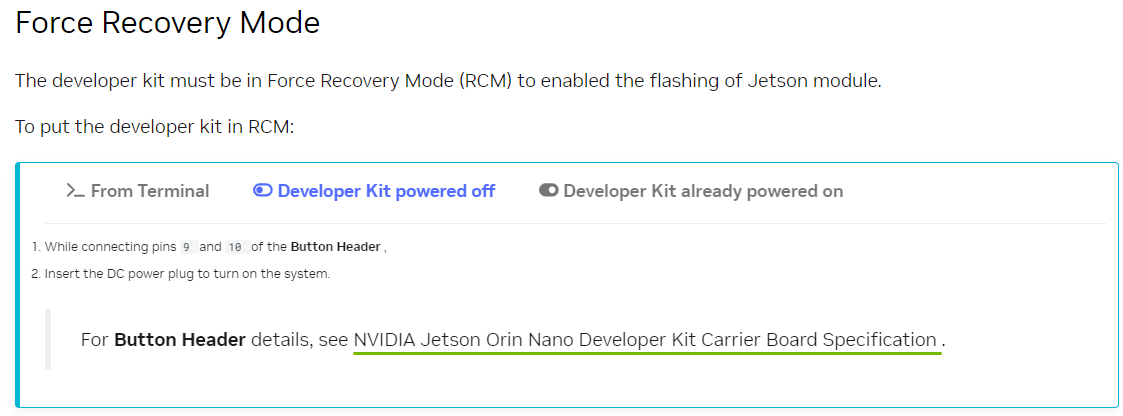 Force Recovery Mode
The developer kit must be in Force Recovery Mode (RCM) to enabled the flashing of Jetson module.
To put the developer kit in RCM:
>_ From Terminal Developer Kit powered off Developer Kit already powered on
1. While connecting pins 9 and 10 of the Button Header ,
2. Insert the DC power plug to turn on the system.
For Button Header details, see NVIDIA Jetson Orin Nano Developer Kit Carrier Board Specification .